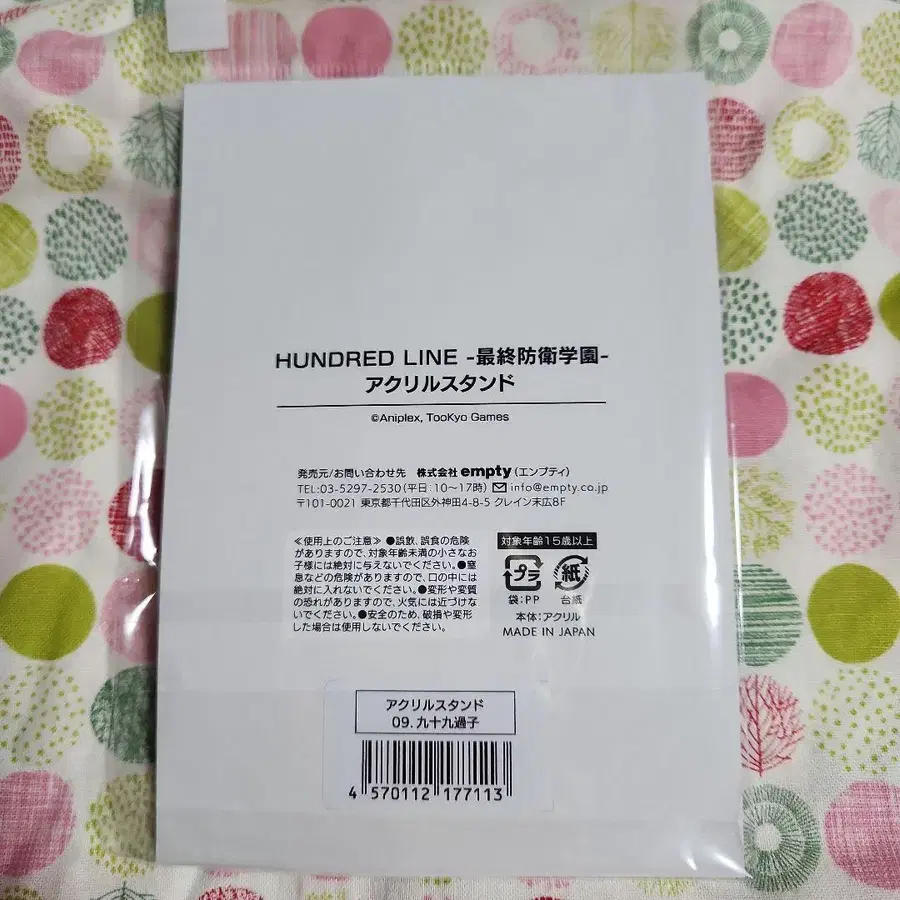 HUNDRED LINE -最終防衛学園-
アクリルスタンド
©Aniplex, TooKyo Games
発売元/お問い合わせ先 株式会社 empty (エンプティ)
TEL:03-5297-2530 (平日:10〜17時) info@empty.co.jp
〒101-0021 東京都千代田区外神田4-8-5 クレイン末広8F
≪使用上のご注意≫ ●誤飲、誤食の危険
がありますので、対象年齢未満の小さなお
子様には絶対に与えないでください。●窒
息などの危険がありますので、口の中には
絶対に入れないでください。●変形や変質
の恐れがありますので、火気には近づけな
いでください。●安全のため、破損や変形
した場合は使用しないでください。
対象年齢15歳以上
プラ 紙
袋:PP 台紙
本体:アクリル
MADE IN JAPAN
アクリルスタンド
09. 九十九過子
4 570112 177113